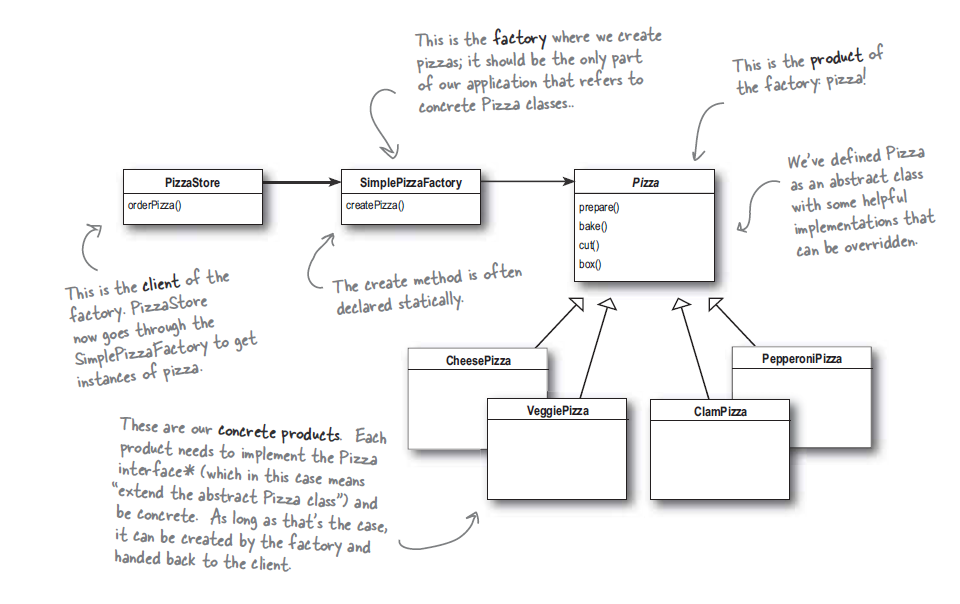 This is the factory where we create
pizzas; it should be the only part
of our application that refers to
concrete Pizza classes..
This is the product of
the factory: pizza!
We've defined Pizza
as an abstract class
with some helpful
implementations that
can be overridden.
PizzaStore
orderPizza()
SimplePizzaFactory
createPizza()
Pizza
prepare()
bake()
cut()
box()
This is the client of the
factory. PizzaStore
now goes through the
SimplePizzaFactory to get
instances of pizza.
The create method is often
declared statically.
CheesePizza
VeggiePizza
ClamPizza
PepperoniPizza
These are our concrete products. Each
product needs to implement the Pizza
interface* (which in this case means
"extend the abstract Pizza class") and
be concrete. As long as that's the case,
it can be created by the factory and
handed back to the client.